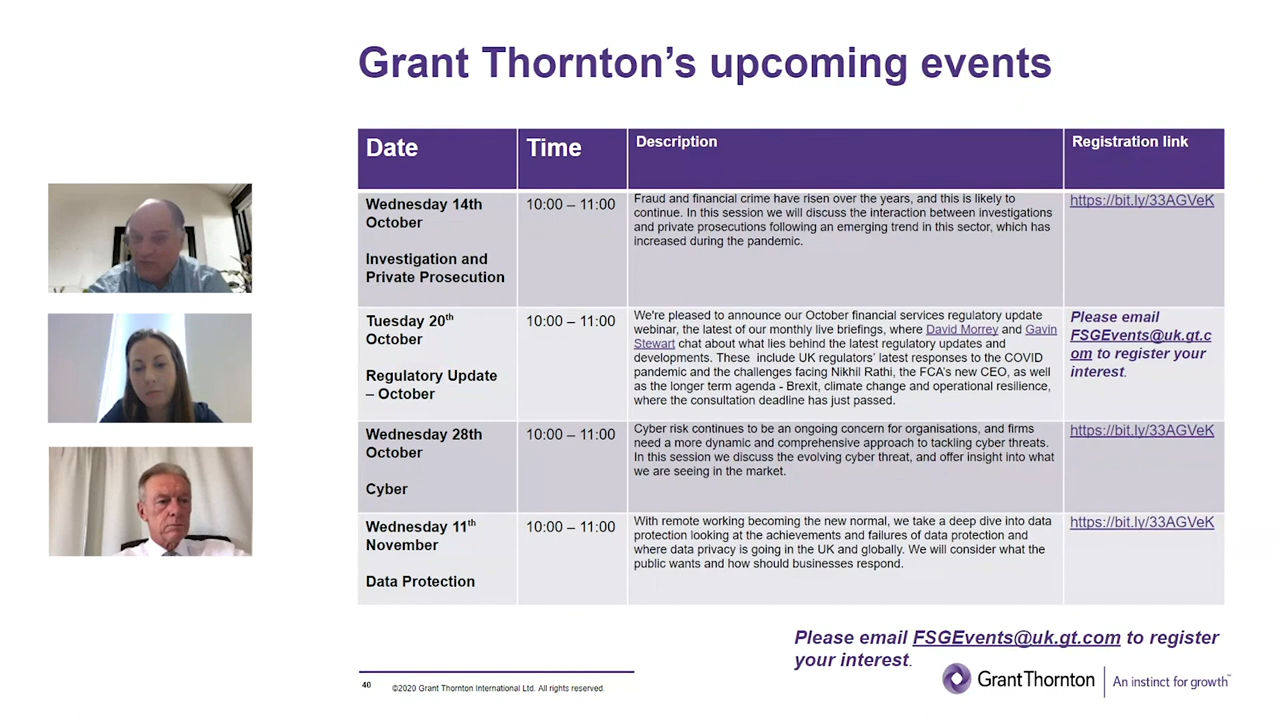 Grant Thornton's upcoming events
Date
Time
Description
Registration link
Wednesday 14th
October
Investigation and
Private Prosecution
10:00 – 11:00
Fraud and financial crime have risen over the years, and this is likely to
continue. In this session we will discuss the interaction between investigations
and private prosecutions following an emerging trend in this sector, which has
increased during the pandemic.
https://bit.ly/33AGVeK
Tuesday 20th
October
Regulatory Update
– October
10:00 – 11:00
We're pleased to announce our October financial services regulatory update
webinar, the latest of our monthly live briefings, where David Morrey and Gavin
Stewart chat about what lies behind the latest regulatory updates and
developments. These include UK regulators' latest responses to the COVID
pandemic and the challenges facing Nikhil Rathi, the FCA's new CEO, as well
as the longer term agenda - Brexit, climate change and operational resilience,
where the consultation deadline has just passed.
Please email
FSGEvents@uk.gt.c
om to register your
interest.
Wednesday 28th
October
Cyber
10:00 – 11:00
Cyber risk continues to be an ongoing concern for organisations, and firms
need a more dynamic and comprehensive approach to tackling cyber threats.
In this session we discuss the evolving cyber threat, and offer insight into what
we are seeing in the market.
https://bit.ly/33AGVeK
Wednesday 11th
November
Data Protection
10:00 – 11:00
With remote working becoming the new normal, we take a deep dive into data
protection looking at the achievements and failures of data protection and
where data privacy is going in the UK and globally. We will consider what the
public wants and how should businesses respond.
https://bit.ly/33AGVeK
Please email FSGEvents@uk.gt.com to register
your interest.
40
©2020 Grant Thornton International Ltd. All rights reserved.
Grant Thornton
An instinct for growth™